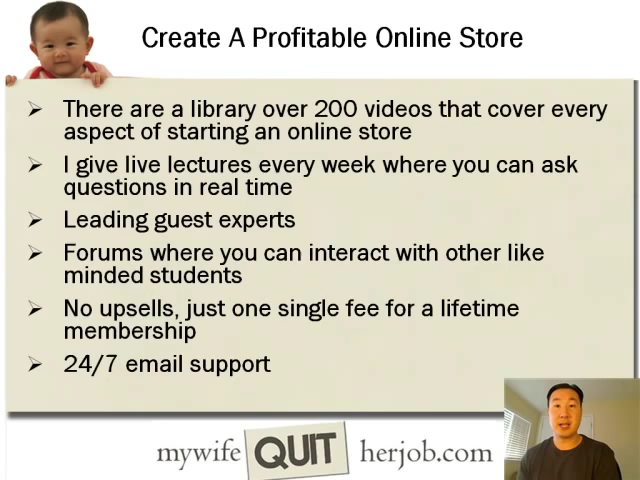 Create A Profitable Online Store
There are a library over 200 videos that cover every
aspect of starting an online store
I give live lectures every week where you can ask
questions in real time
Leading guest experts
Forums where you can interact with other like
minded students
No upsells, just one single fee for a lifetime
membership
24/7 email support
mywife QUIT herjob.com